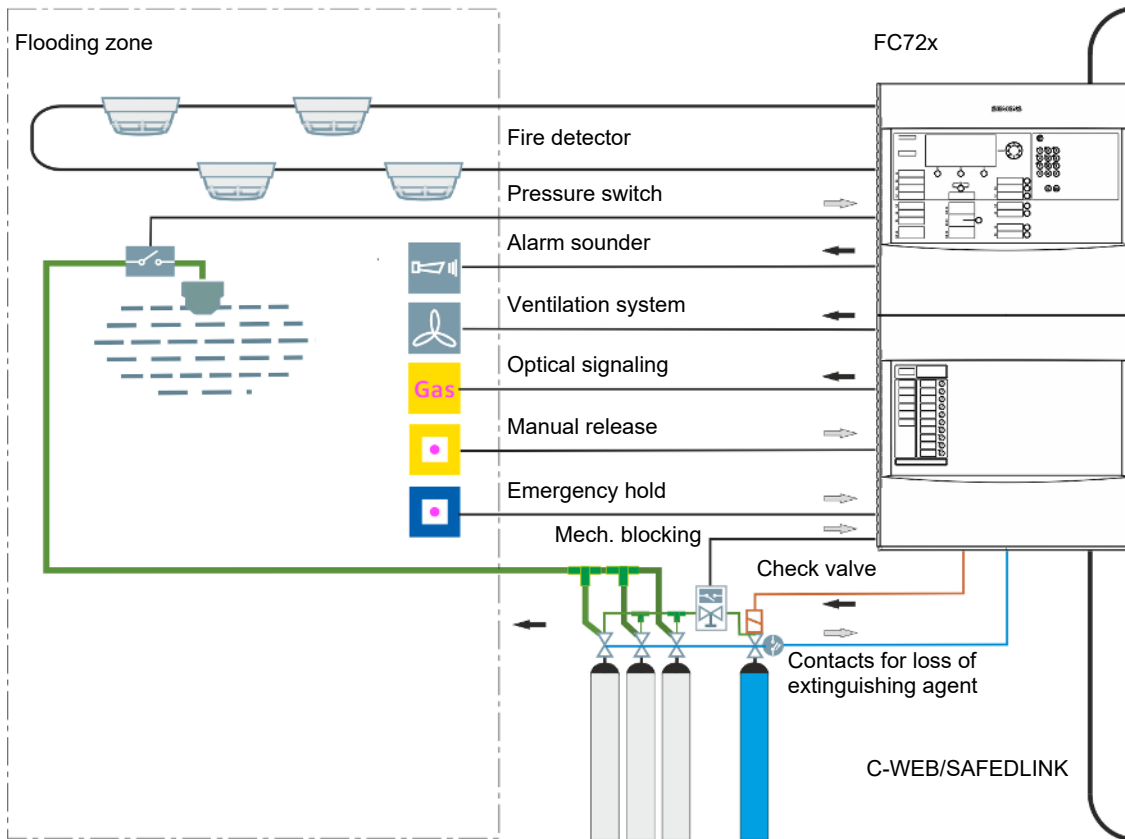 Flooding zone
FC72x
SIEMENS
Fire detector
Pressure switch
Alarm sounder
Ventilation system
Optical signaling
Gas
Manual release
Emergency hold
Mech. blocking
Check valve
Contacts for loss of
extinguishing agent
C-WEB/SAFEDLINK